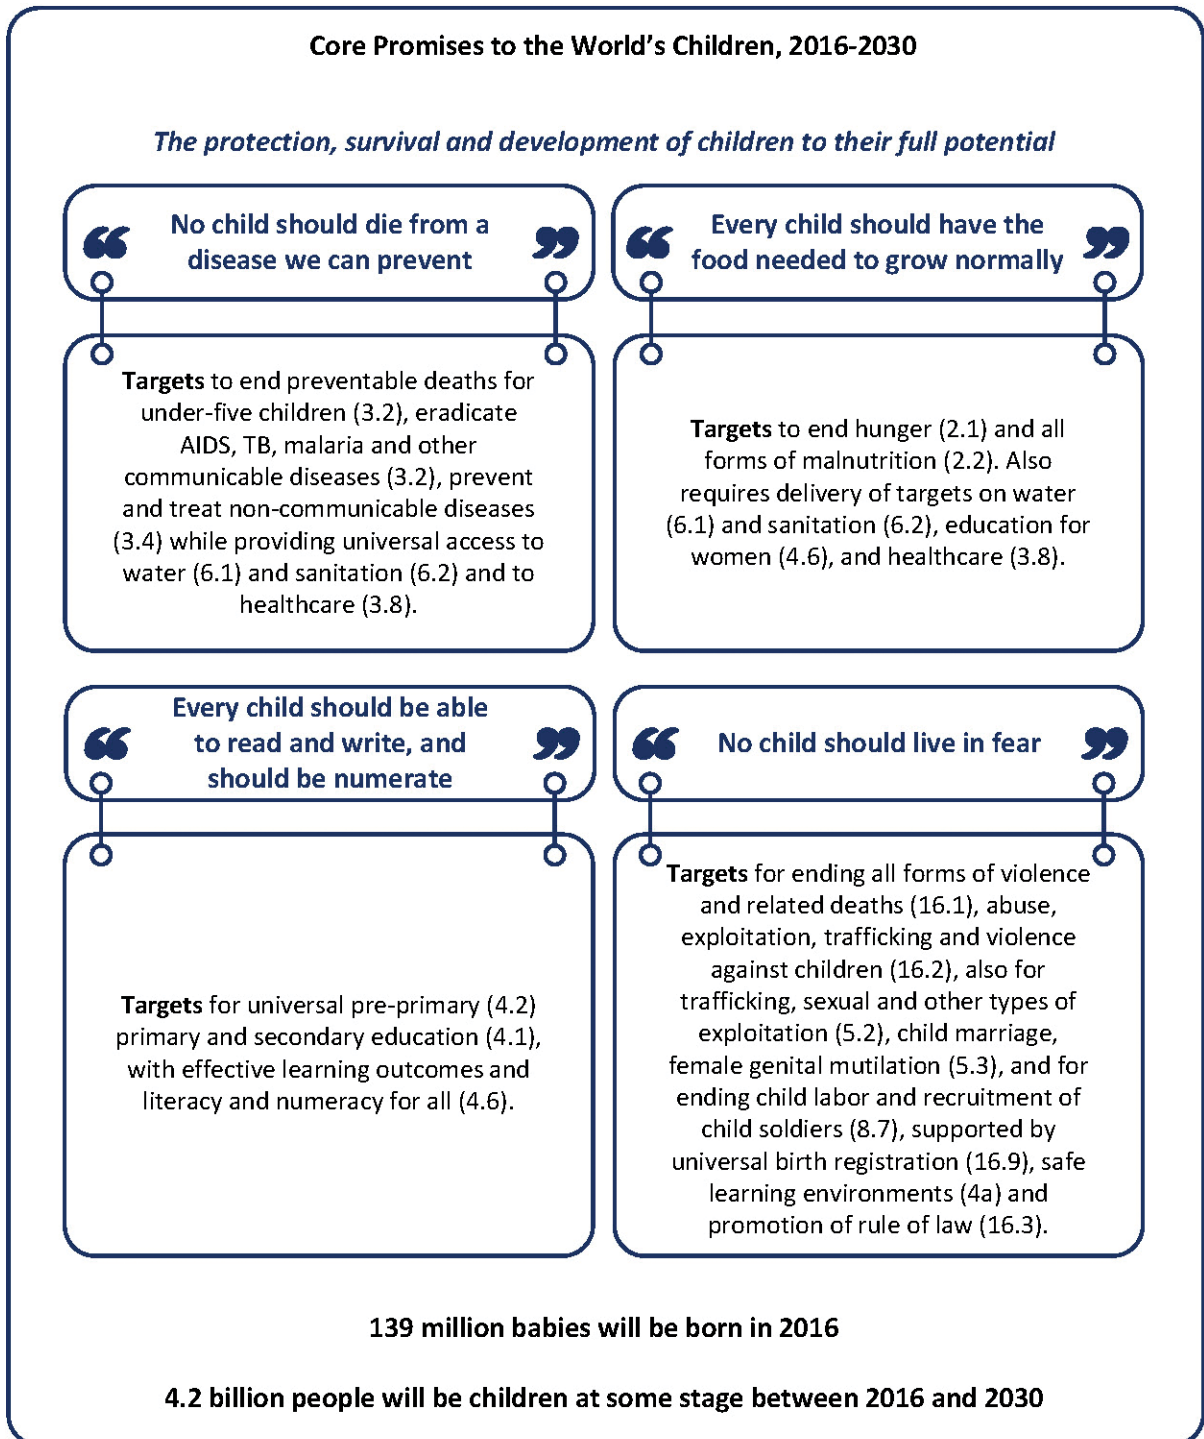 Core Promises to the World’s Children, 2016-2030
The protection, survival and development of children to their full potential
“ No child should die from a ”
disease we can prevent
Targets to end preventable deaths for
under-five children (3.2), eradicate
AIDS, TB, malaria and other
communicable diseases (3.2), prevent
and treat non-communicable diseases
(3.4) while providing universal access to
water (6.1) and sanitation (6.2) and to
healthcare (3.8).
“ Every child should have the ”
food needed to grow normally
Targets to end hunger (2.1) and all
forms of malnutrition (2.2). Also
requires delivery of targets on water
(6.1) and sanitation (6.2), education for
women (4.6), and healthcare (3.8).
“ Every child should be able ”
to read and write, and
should be numerate
Targets for universal pre-primary (4.2)
primary and secondary education (4.1),
with effective learning outcomes and
literacy and numeracy for all (4.6).
“ No child should live in fear ”
Targets for ending all forms of violence
and related deaths (16.1), abuse,
exploitation, trafficking and violence
against children (16.2), also for
trafficking, sexual and other types of
exploitation (5.2), child marriage,
female genital mutilation (5.3), and for
ending child labor and recruitment of
child soldiers (8.7), supported by
universal birth registration (16.9), safe
learning environments (4a) and
promotion of rule of law (16.3).
139 million babies will be born in 2016
4.2 billion people will be children at some stage between 2016 and 2030